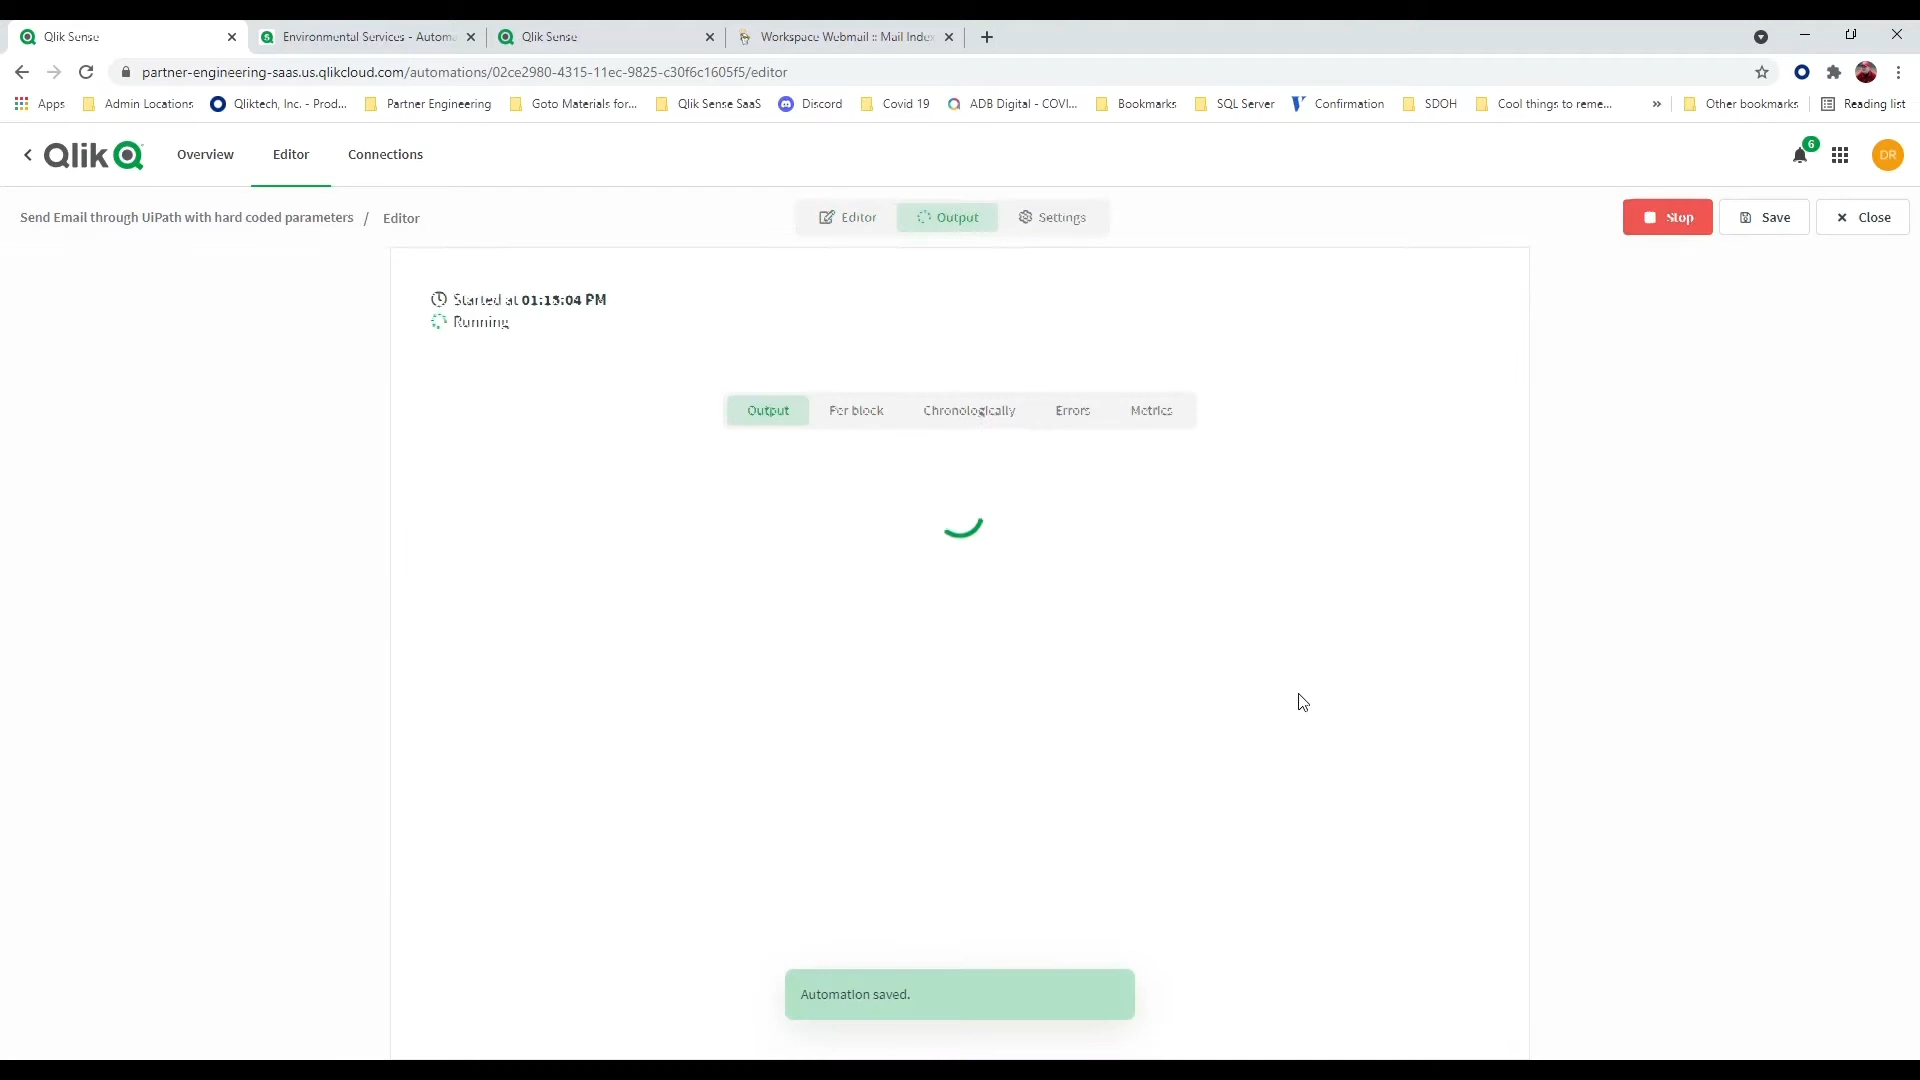 Qlik Sense
Environmental Services - Automa
Qlik Sense
Workspace Webmail :: Mail Index
partner-engineering-saas.us.qlikcloud.com/automations/02ce2980-4315-11ec-9825-c30f6c1605f5/editor
Apps
Admin Locations
Qliktech, Inc. - Prod...
Partner Engineering
Goto Materials for...
Qlik Sense SaaS
Discord
Covid 19
ADB Digital - COVI...
Bookmarks
SQL Server
Confirmation
SDOH
Cool things to reme...
»
Other bookmarks
Reading list
Qlik
Overview
Editor
Connections
6
DR
Send Email through UiPath with hard coded parameters / Editor
Editor
Output
Settings
Stop
Save
Close
Started at 01:15:04 PM
Running
Output
Per block
Chronologically
Errors
Metrics
Automation saved.